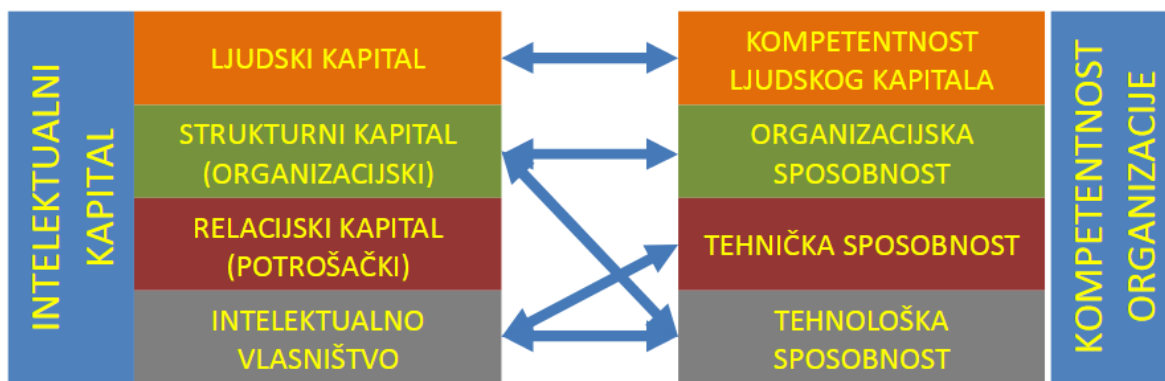 INTELEKTUALNI
KAPITAL
LJUDSKI KAPITAL
STRUKTURNI KAPITAL
(ORGANIZACIJSKI)
RELACIJSKI KAPITAL
(POTROŠAČKI)
INTELEKTUALNO
VLASNIŠTVO
KOMPETENTNOST
LJUDSKOG KAPITALA
ORGANIZACIJSKA
SPOSOBNOST
TEHNIČKA SPOSOBNOST
TEHNOLOŠKA
SPOSOBNOST
KOMPETENTNOST
ORGANIZACIJE